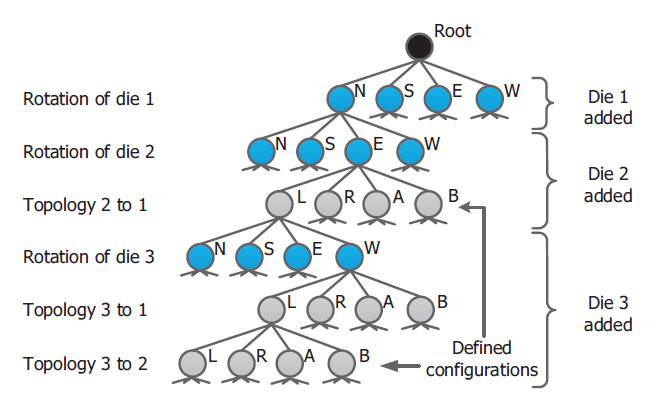 Root
Rotation of die 1
N S E W
Die 1
added
Rotation of die 2
N S E W
Die 2
added
Topology 2 to 1
L R A B
Rotation of die 3
N S E W
Topology 3 to 1
L R A B
Die 3
added
Topology 3 to 2
L R A B
Defined
configurations